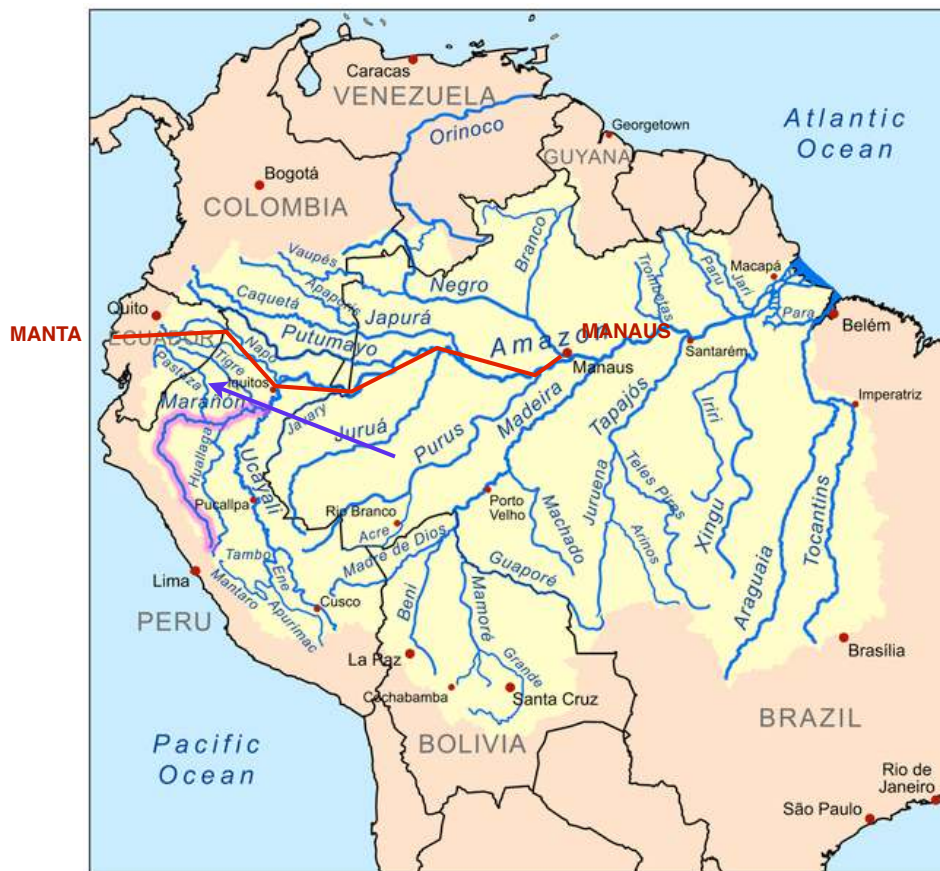 Caracas
VENEZUELA
Orinoco
Georgetown
GUYANA
Atlantic
Ocean
Bogotá
COLOMBIA
Vaupés
Apaporis
Caquetá
Japurá
Negro
Branco
Trombetas
Paru
Jari
Macapá
Para
Belém
Quito
MANTA
ECUADOR
Putumayo
Napo
Tigre
Pastaza
Iquitos
Amazon
MANAUS
Manaus
Santarém
Imperatriz
Marañón
Javary
Juruá
Purus
Madeira
Tapajós
Iriri
Huallaga
Ucayali
Pucallpa
Rio Branco
Acre
Porto
Velho
Machado
Juruena
Teles Pires
Arinos
Xingu
Araguaia
Tocantins
Madre de Dios
Guaporé
Tambo
Ene
Lima
Mantaro
Apurimac
Cusco
PERU
Beni
Mamoré
Grande
La Paz
Cochabamba
Santa Cruz
BOLIVIA
Brasília
BRAZIL
Pacific
Ocean
Rio de
Janeiro
São Paulo